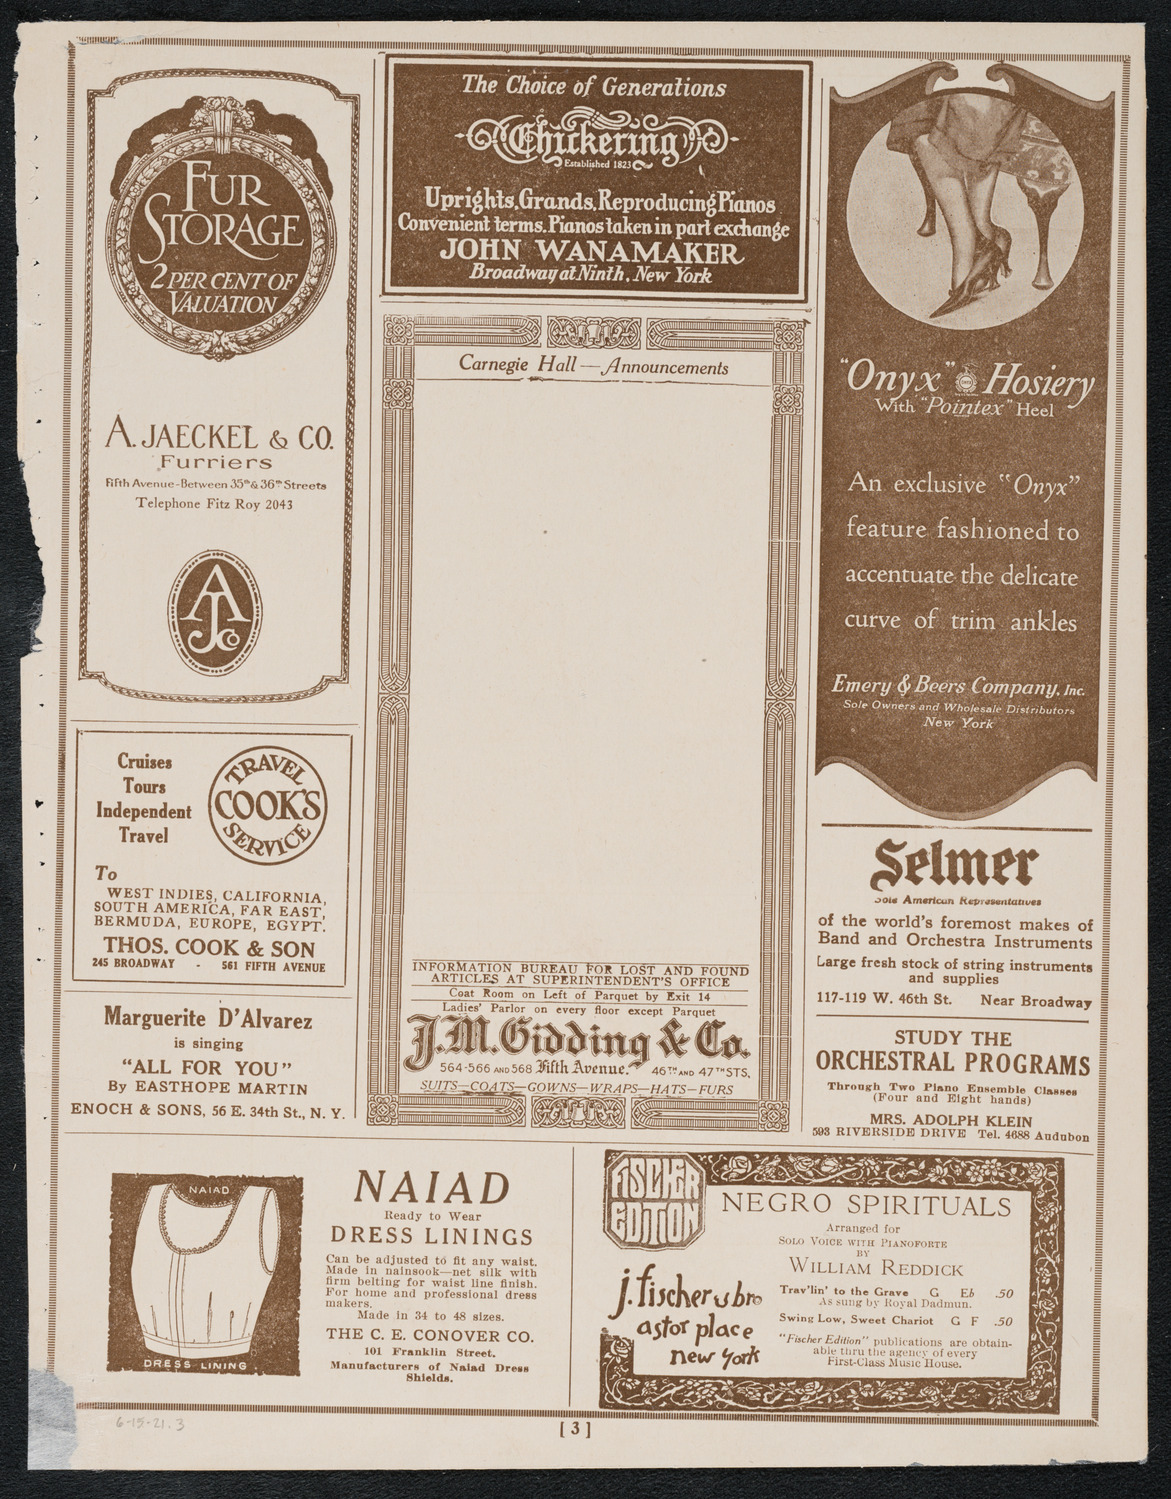 FUR
STORAGE
2 PER CENT OF
VALUATION
A. JAECKEL & CO.
Furriers
Fifth Avenue - Between 35th & 36th Streets
Telephone Fitz Roy 2043
AJCo
Cruises
Tours
Independent
Travel
TRAVEL
COOK'S
SERVICE
To
WEST INDIES, CALIFORNIA,
SOUTH AMERICA, FAR EAST,
BERMUDA, EUROPE, EGYPT.
THOS. COOK & SON
245 BROADWAY - 561 FIFTH AVENUE
Marguerite D'Alvarez
is singing
"ALL FOR YOU"
By EASTHOPE MARTIN
ENOCH & SONS, 56 E. 34th St., N. Y.
The Choice of Generations
Chickering
Established 1823
Uprights, Grands, Reproducing Pianos
Convenient terms. Pianos taken in part exchange
JOHN WANAMAKER
Broadway at Ninth, New York
Carnegie Hall — Announcements
INFORMATION BUREAU FOR LOST AND FOUND
ARTICLES AT SUPERINTENDENT'S OFFICE
Coat Room on Left of Parquet by Exit 14
Ladies' Parlor on every floor except Parquet
J. M. Gidding & Co.
564-566 AND 568 Fifth Avenue. 46TH AND 47TH STS.
SUITS—COATS—GOWNS—WRAPS—HATS—FURS
"Onyx" Hosiery
With "Pointex" Heel
An exclusive "Onyx"
feature fashioned to
accentuate the delicate
curve of trim ankles
Emery & Beers Company, Inc.
Sole Owners and Wholesale Distributors
New York
Selmer
Sole American Representatives
of the world's foremost makes of
Band and Orchestra Instruments
Large fresh stock of string instruments
and supplies
117-119 W. 46th St. Near Broadway
STUDY THE
ORCHESTRAL PROGRAMS
Through Two Piano Ensemble Classes
(Four and Eight hands)
MRS. ADOLPH KLEIN
593 RIVERSIDE DRIVE Tel. 4688 Audubon
NAIAD
DRESS LINING
NAIAD
Ready to Wear
DRESS LININGS
Can be adjusted to fit any waist.
Made in nainsook—net silk with
firm belting for waist line finish.
For home and professional dress
makers.
Made in 34 to 48 sizes.
THE C. E. CONOVER CO.
101 Franklin Street.
Manufacturers of Naiad Dress
Shields.
FISCHER
EDITION
j. fischer & bro
astor place
new york
NEGRO SPIRITUALS
Arranged for
SOLO VOICE WITH PIANOFORTE
BY
WILLIAM REDDICK
Trav'lin' to the Grave G Eb .50
As sung by Royal Dadmun.
Swing Low, Sweet Chariot G F .50
"Fischer Edition" publications are obtain-
able thru the agency of every
First-Class Music House.
6-15-21. 3
[ 3 ]